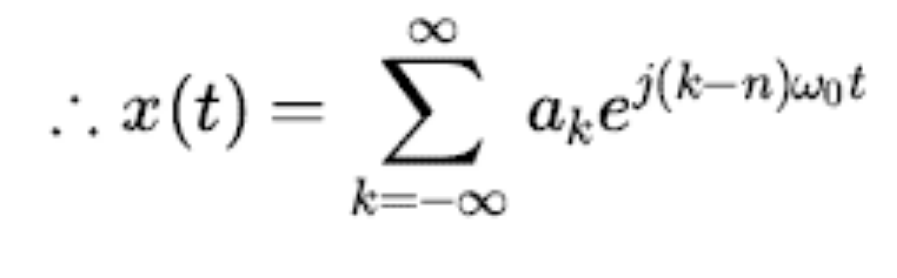 ∴ x(t) = ∑_{k=−∞}^{∞} a_k e^{j(k−n)ω_0 t}